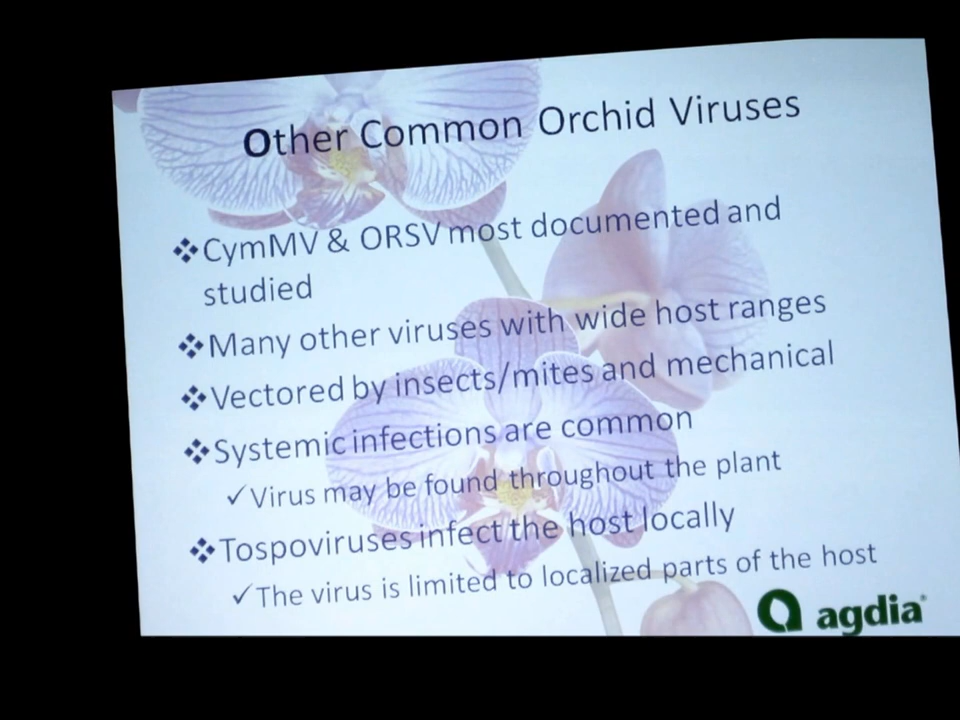 Other Common Orchid Viruses
❖CymMV & ORSV most documented and
studied
❖Many other viruses with wide host ranges
❖Vectored by insects/mites and mechanical
❖Systemic infections are common
✓Virus may be found throughout the plant
❖Tospoviruses infect the host locally
✓The virus is limited to localized parts of the host
agdia®